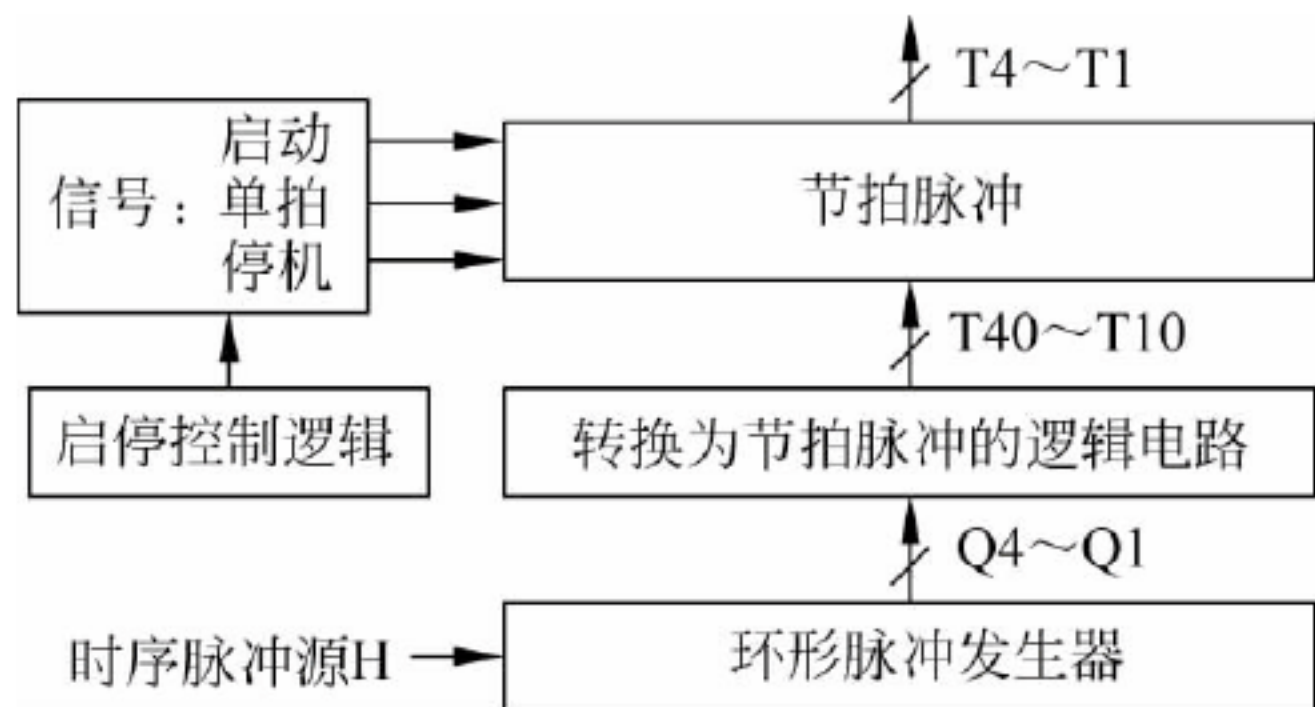 T4～T1
启动
信号：单拍
停机
节拍脉冲
T40～T10
启停控制逻辑
转换为节拍脉冲的逻辑电路
Q4～Q1
时序脉冲源H
环形脉冲发生器